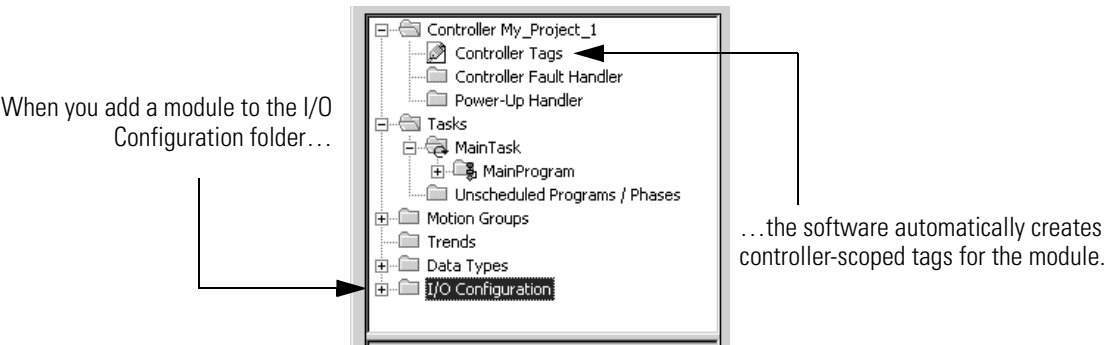 When you add a module to the I/O
Configuration folder…
Controller My_Project_1
Controller Tags
Controller Fault Handler
Power-Up Handler
Tasks
MainTask
MainProgram
Unscheduled Programs / Phases
Motion Groups
Trends
Data Types
I/O Configuration
…the software automatically creates
controller-scoped tags for the module.